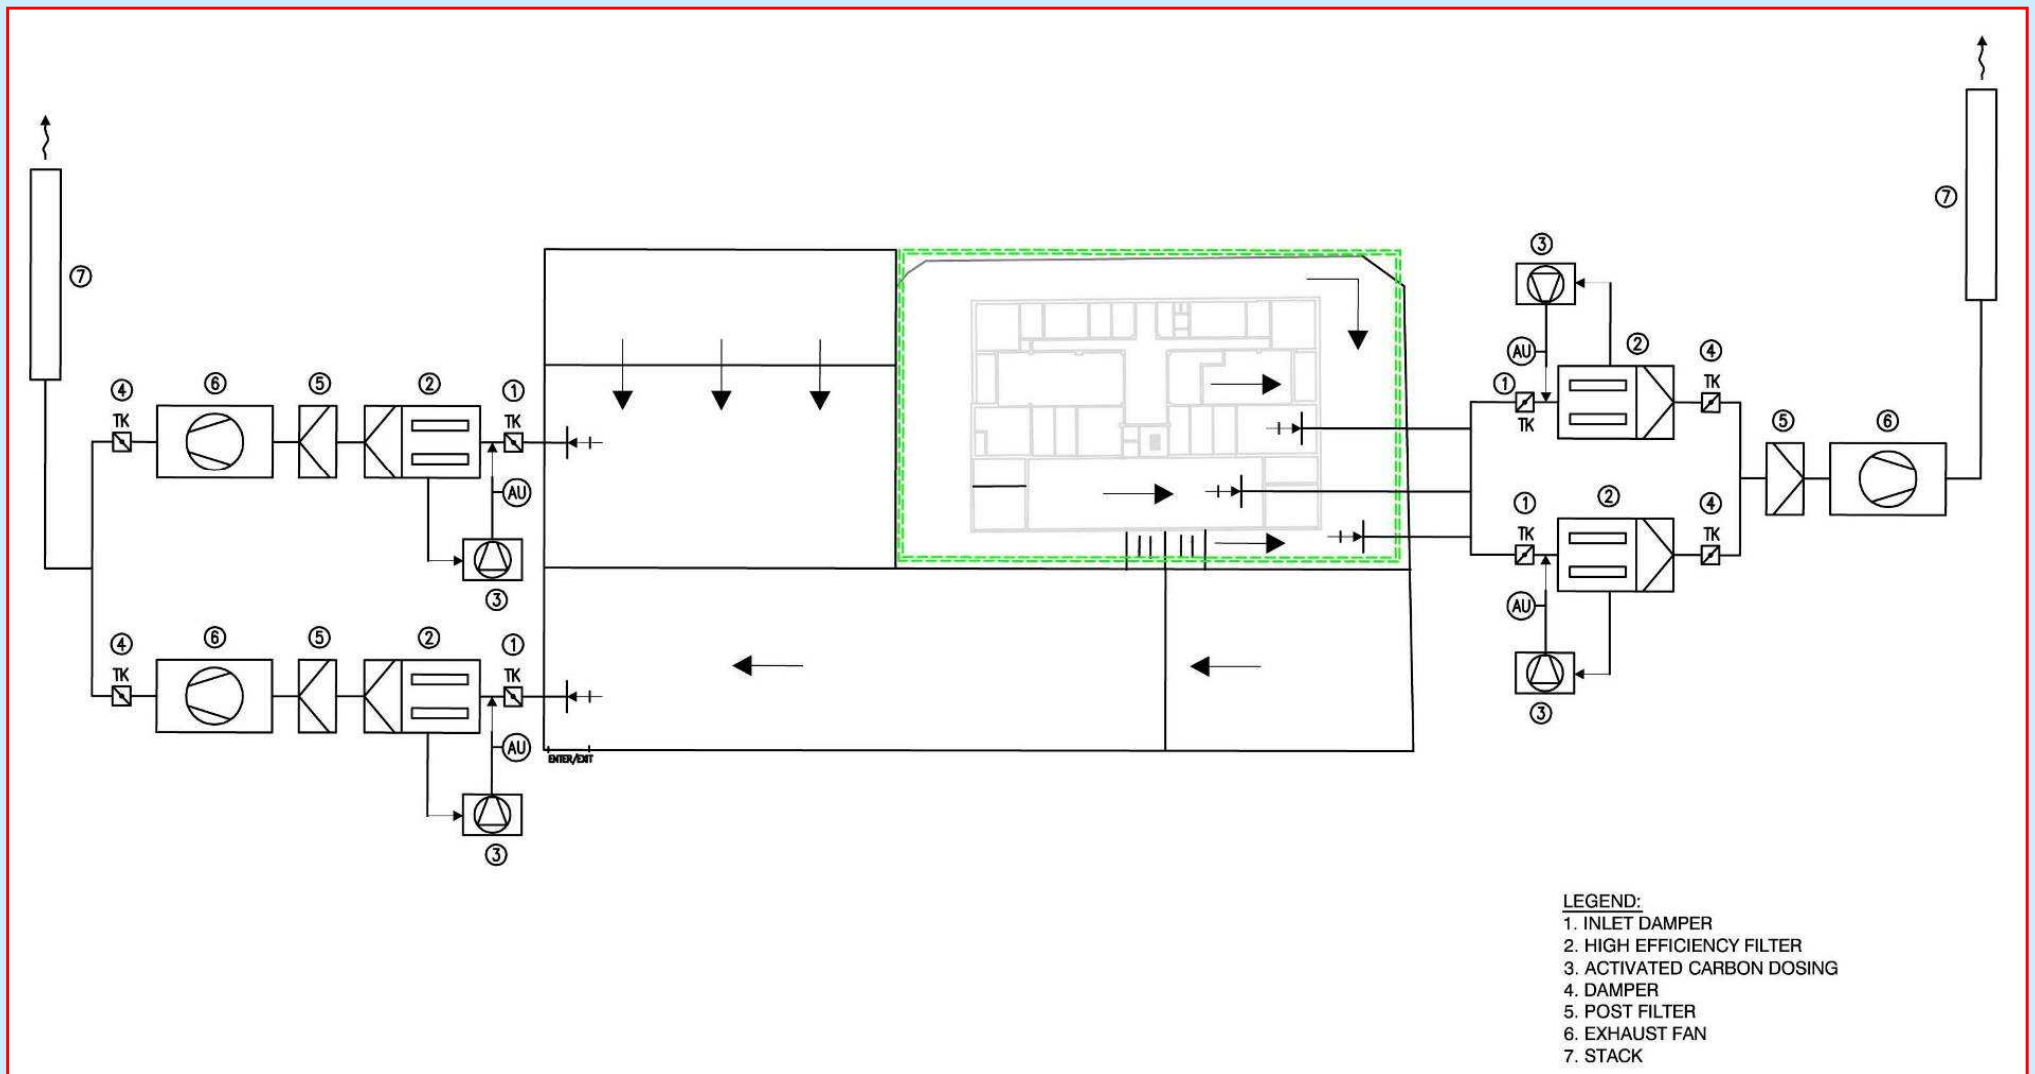 ⑦
③
⑦
AU
②
④
④
⑥
⑤
②
①
①
TK
TK
TK
TK
⑤
⑥
AU
①
②
④
TK
TK
③
AU
④
⑥
⑤
②
①
TK
TK
③
AU
ENTER/EXIT
③
LEGEND:
1. INLET DAMPER
2. HIGH EFFICIENCY FILTER
3. ACTIVATED CARBON DOSING
4. DAMPER
5. POST FILTER
6. EXHAUST FAN
7. STACK